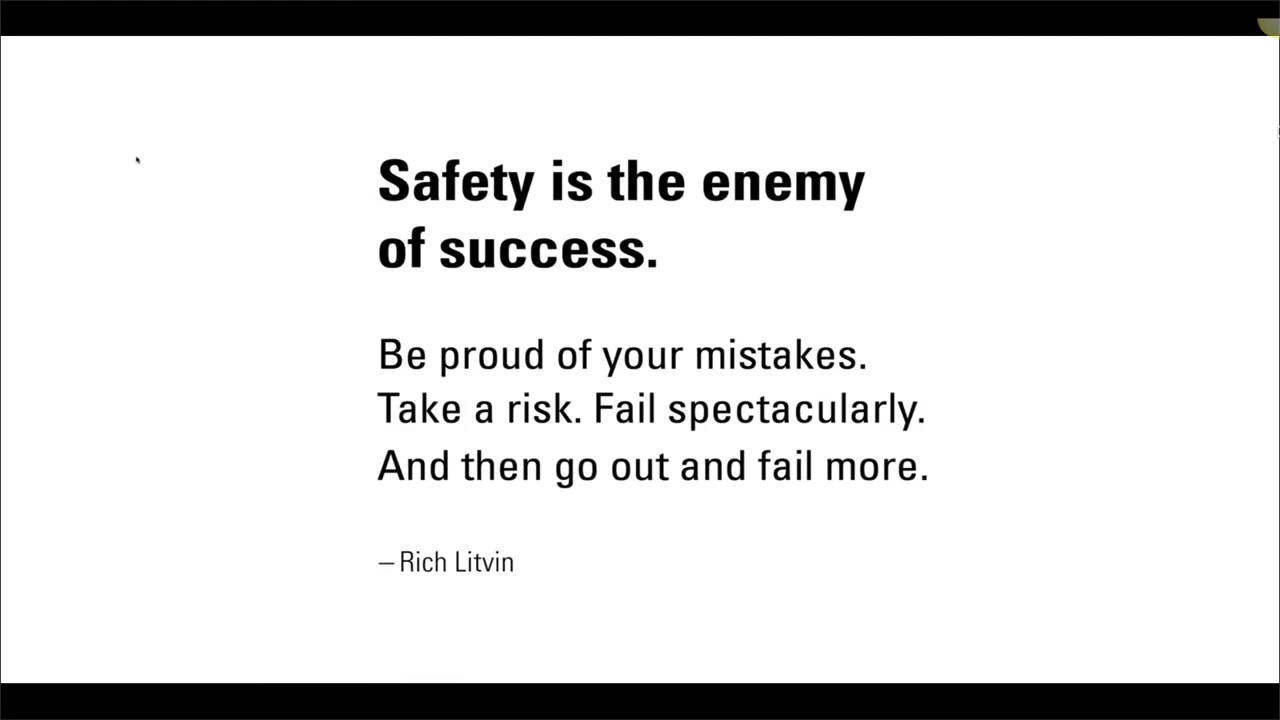 Safety is the enemy
of success.
Be proud of your mistakes.
Take a risk. Fail spectacularly.
And then go out and fail more.
– Rich Litvin